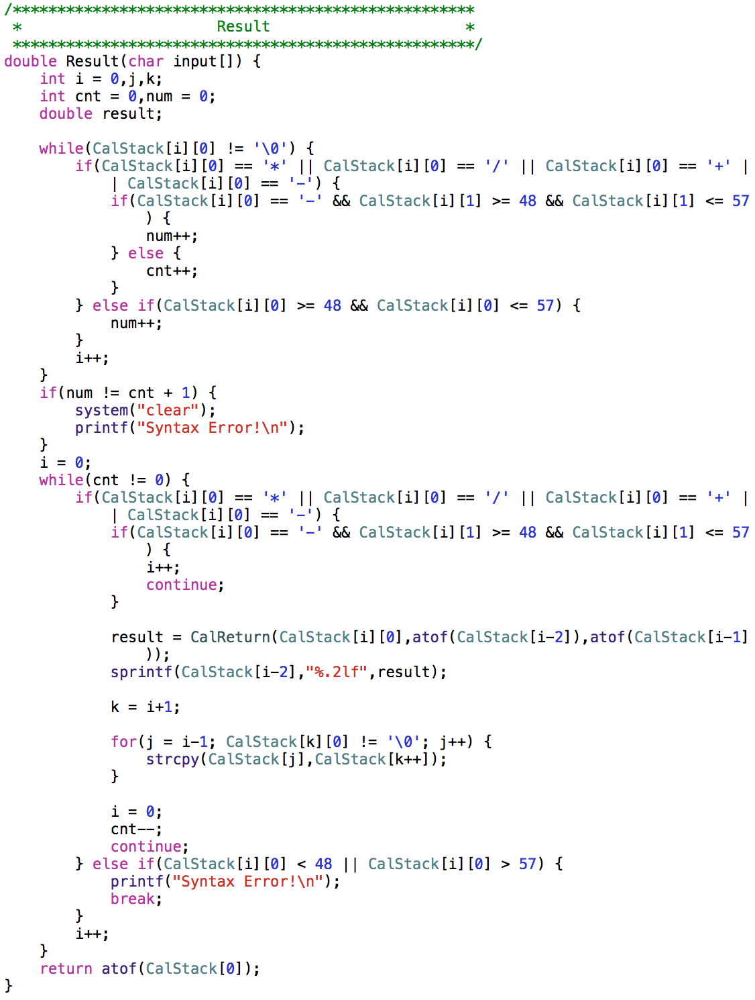 /****************************************************
 *                      Result                      *
 ****************************************************/
double Result(char input[]) {
    int i = 0,j,k;
    int cnt = 0,num = 0;
    double result;

    while(CalStack[i][0] != '\0') {
        if(CalStack[i][0] == '*' || CalStack[i][0] == '/' || CalStack[i][0] == '+' |
            | CalStack[i][0] == '-') {
            if(CalStack[i][0] == '-' && CalStack[i][1] >= 48 && CalStack[i][1] <= 57
                ) {
                num++;
            } else {
                cnt++;
            }
        } else if(CalStack[i][0] >= 48 && CalStack[i][0] <= 57) {
            num++;
        }
        i++;
    }
    if(num != cnt + 1) {
        system("clear");
        printf("Syntax Error!\n");
    }
    i = 0;
    while(cnt != 0) {
        if(CalStack[i][0] == '*' || CalStack[i][0] == '/' || CalStack[i][0] == '+' |
            | CalStack[i][0] == '-') {
            if(CalStack[i][0] == '-' && CalStack[i][1] >= 48 && CalStack[i][1] <= 57
                ) {
                i++;
                continue;
            }

            result = CalReturn(CalStack[i][0],atof(CalStack[i-2]),atof(CalStack[i-1]
                ));
            sprintf(CalStack[i-2],"%.2lf",result);

            k = i+1;

            for(j = i-1; CalStack[k][0] != '\0'; j++) {
                strcpy(CalStack[j],CalStack[k++]);
            }

            i = 0;
            cnt--;
            continue;
        } else if(CalStack[i][0] < 48 || CalStack[i][0] > 57) {
            printf("Syntax Error!\n");
            break;
        }
        i++;
    }
    return atof(CalStack[0]);
}